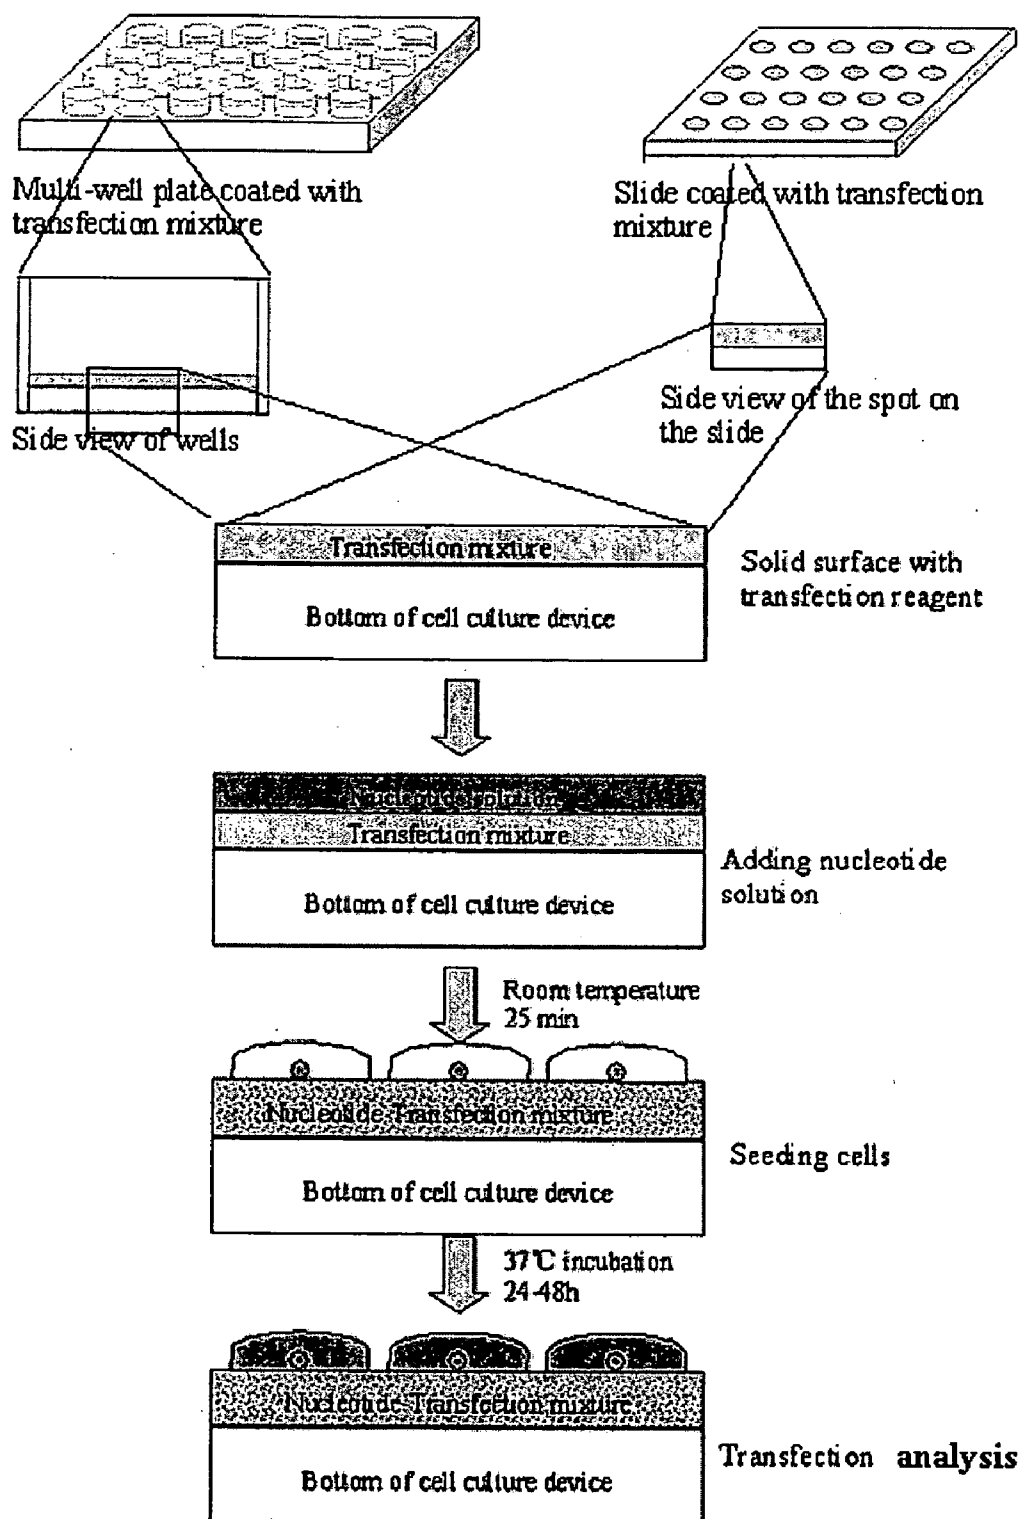 Multi-well plate coated with
transfection mixture
Slide coated with transfection
mixture
Side view of wells
Side view of the spot on
the slide
Transfection mixture
Bottom of cell culture device
Solid surface with
transfection reagent
Nucleotide solution
Transfection mixture
Bottom of cell culture device
Adding nucleotide
solution
Room temperature
25 min
Nucleotide-Transfection mixture
Bottom of cell culture device
Seeding cells
37℃ incubation
24-48h
Nucleotide-Transfection mixture
Bottom of cell culture device
Transfection analysis